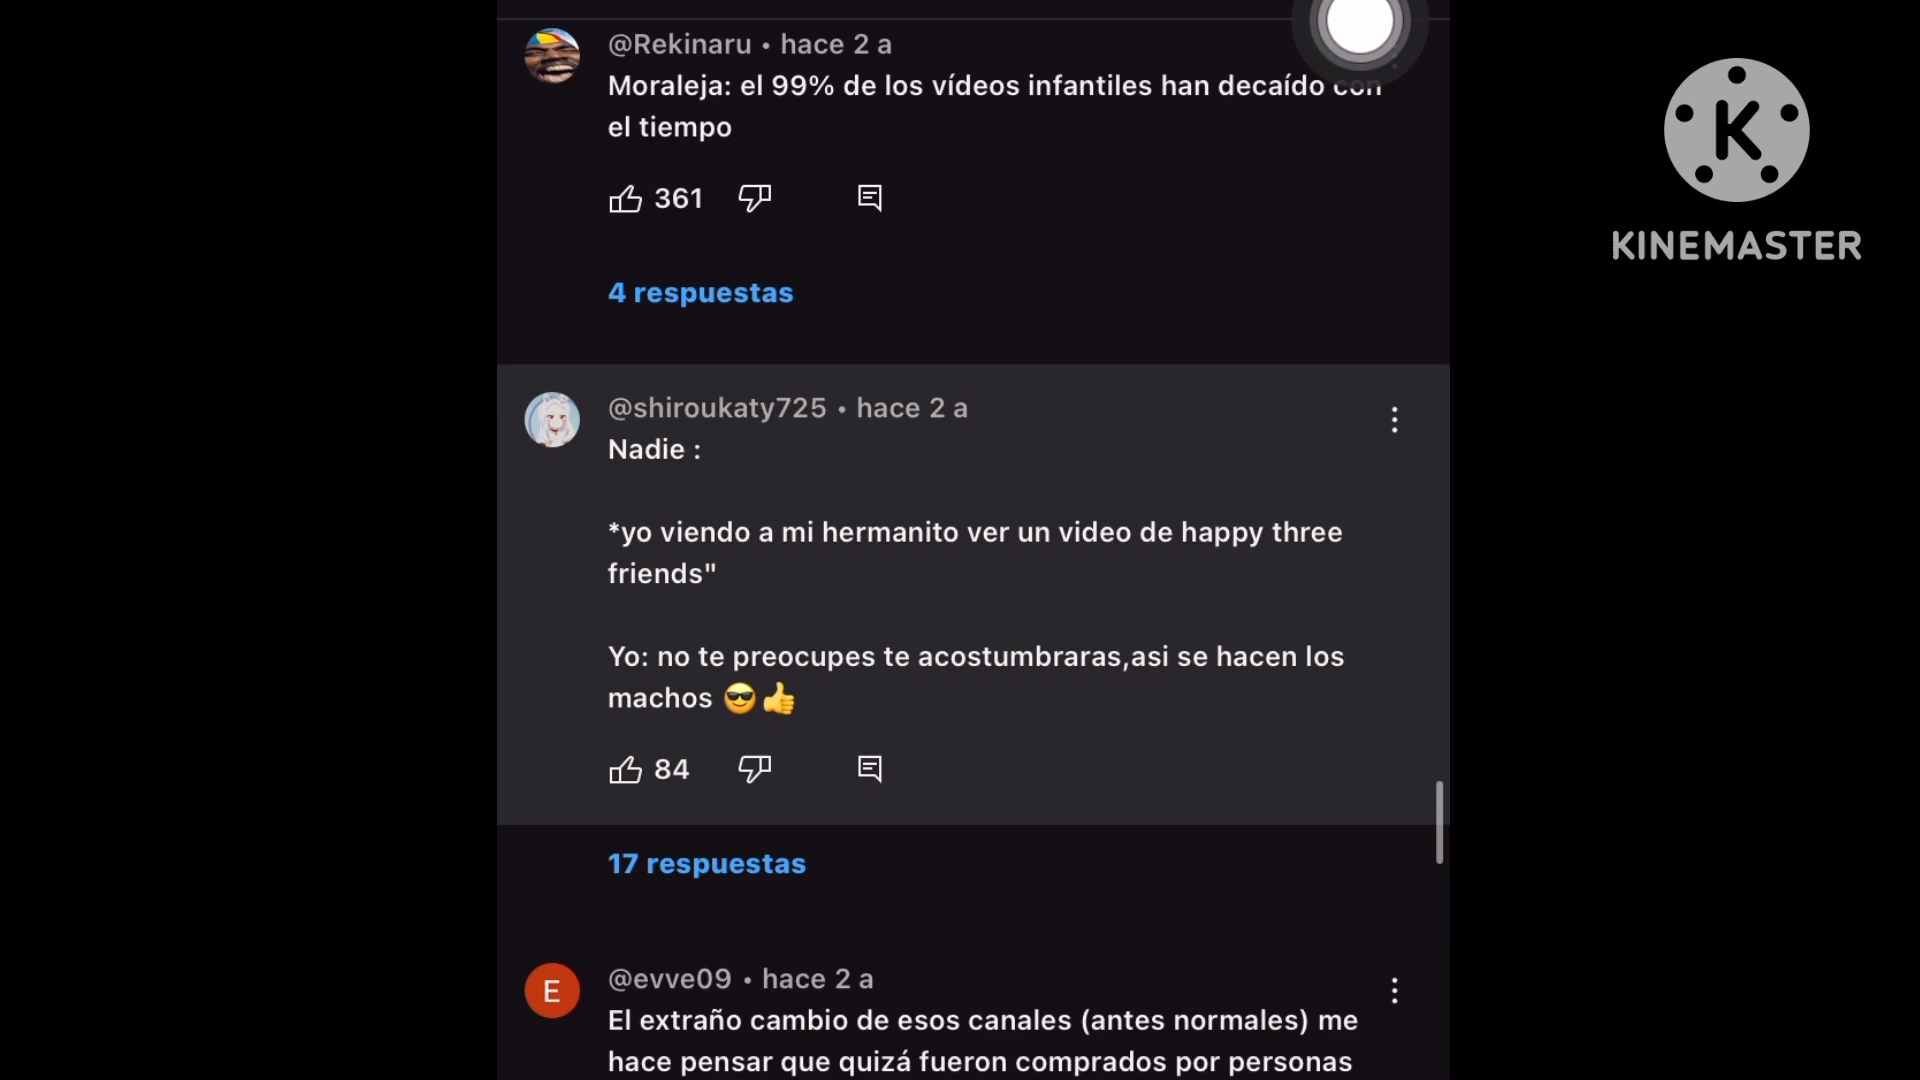 @Rekinaru • hace 2 a
Moraleja: el 99% de los vídeos infantiles han decaído con
el tiempo
361
4 respuestas
@shiroukaty725 • hace 2 a
Nadie :
*yo viendo a mi hermanito ver un video de happy three
friends"
Yo: no te preocupes te acostumbraras,asi se hacen los
machos 😎👍
84
17 respuestas
E
@evve09 • hace 2 a
El extraño cambio de esos canales (antes normales) me
hace pensar que quizá fueron comprados por personas
K
KINEMASTER